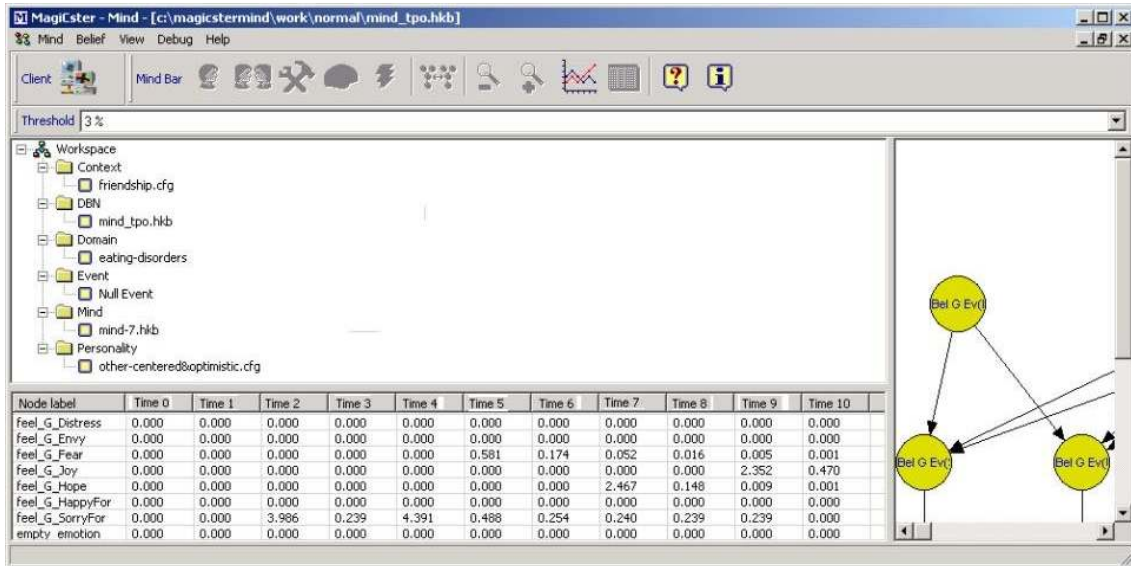 MagiCster - Mind - [c:\magicstermind\work\normal\mind_tpo.hkb]
Mind Belief View Debug Help
Client Mind Bar
Threshold 3 %
Workspace
Context
friendship.cfg
DBN
mind_tpo.hkb
Domain
eating-disorders
Event
Null Event
Mind
mind-7.hkb
Personality
other-centered&optimistic.cfg
Bel G Ev(I
Bel G Ev(
Bel G Ev(I
Node label Time 0 Time 1 Time 2 Time 3 Time 4 Time 5 Time 6 Time 7 Time 8 Time 9 Time 10
feel_G_Distress 0.000 0.000 0.000 0.000 0.000 0.000 0.000 0.000 0.000 0.000 0.000
feel_G_Envy 0.000 0.000 0.000 0.000 0.000 0.000 0.000 0.000 0.000 0.000 0.000
feel_G_Fear 0.000 0.000 0.000 0.000 0.000 0.581 0.174 0.052 0.016 0.005 0.001
feel_G_Joy 0.000 0.000 0.000 0.000 0.000 0.000 0.000 0.000 0.000 2.352 0.470
feel_G_Hope 0.000 0.000 0.000 0.000 0.000 0.000 0.000 2.467 0.148 0.009 0.001
feel_G_HappyFor 0.000 0.000 0.000 0.000 0.000 0.000 0.000 0.000 0.000 0.000 0.000
feel_G_SorryFor 0.000 0.000 3.986 0.239 4.391 0.488 0.254 0.240 0.239 0.239 0.000
empty emotion 0.000 0.000 0.000 0.000 0.000 0.000 0.000 0.000 0.000 0.000 0.000